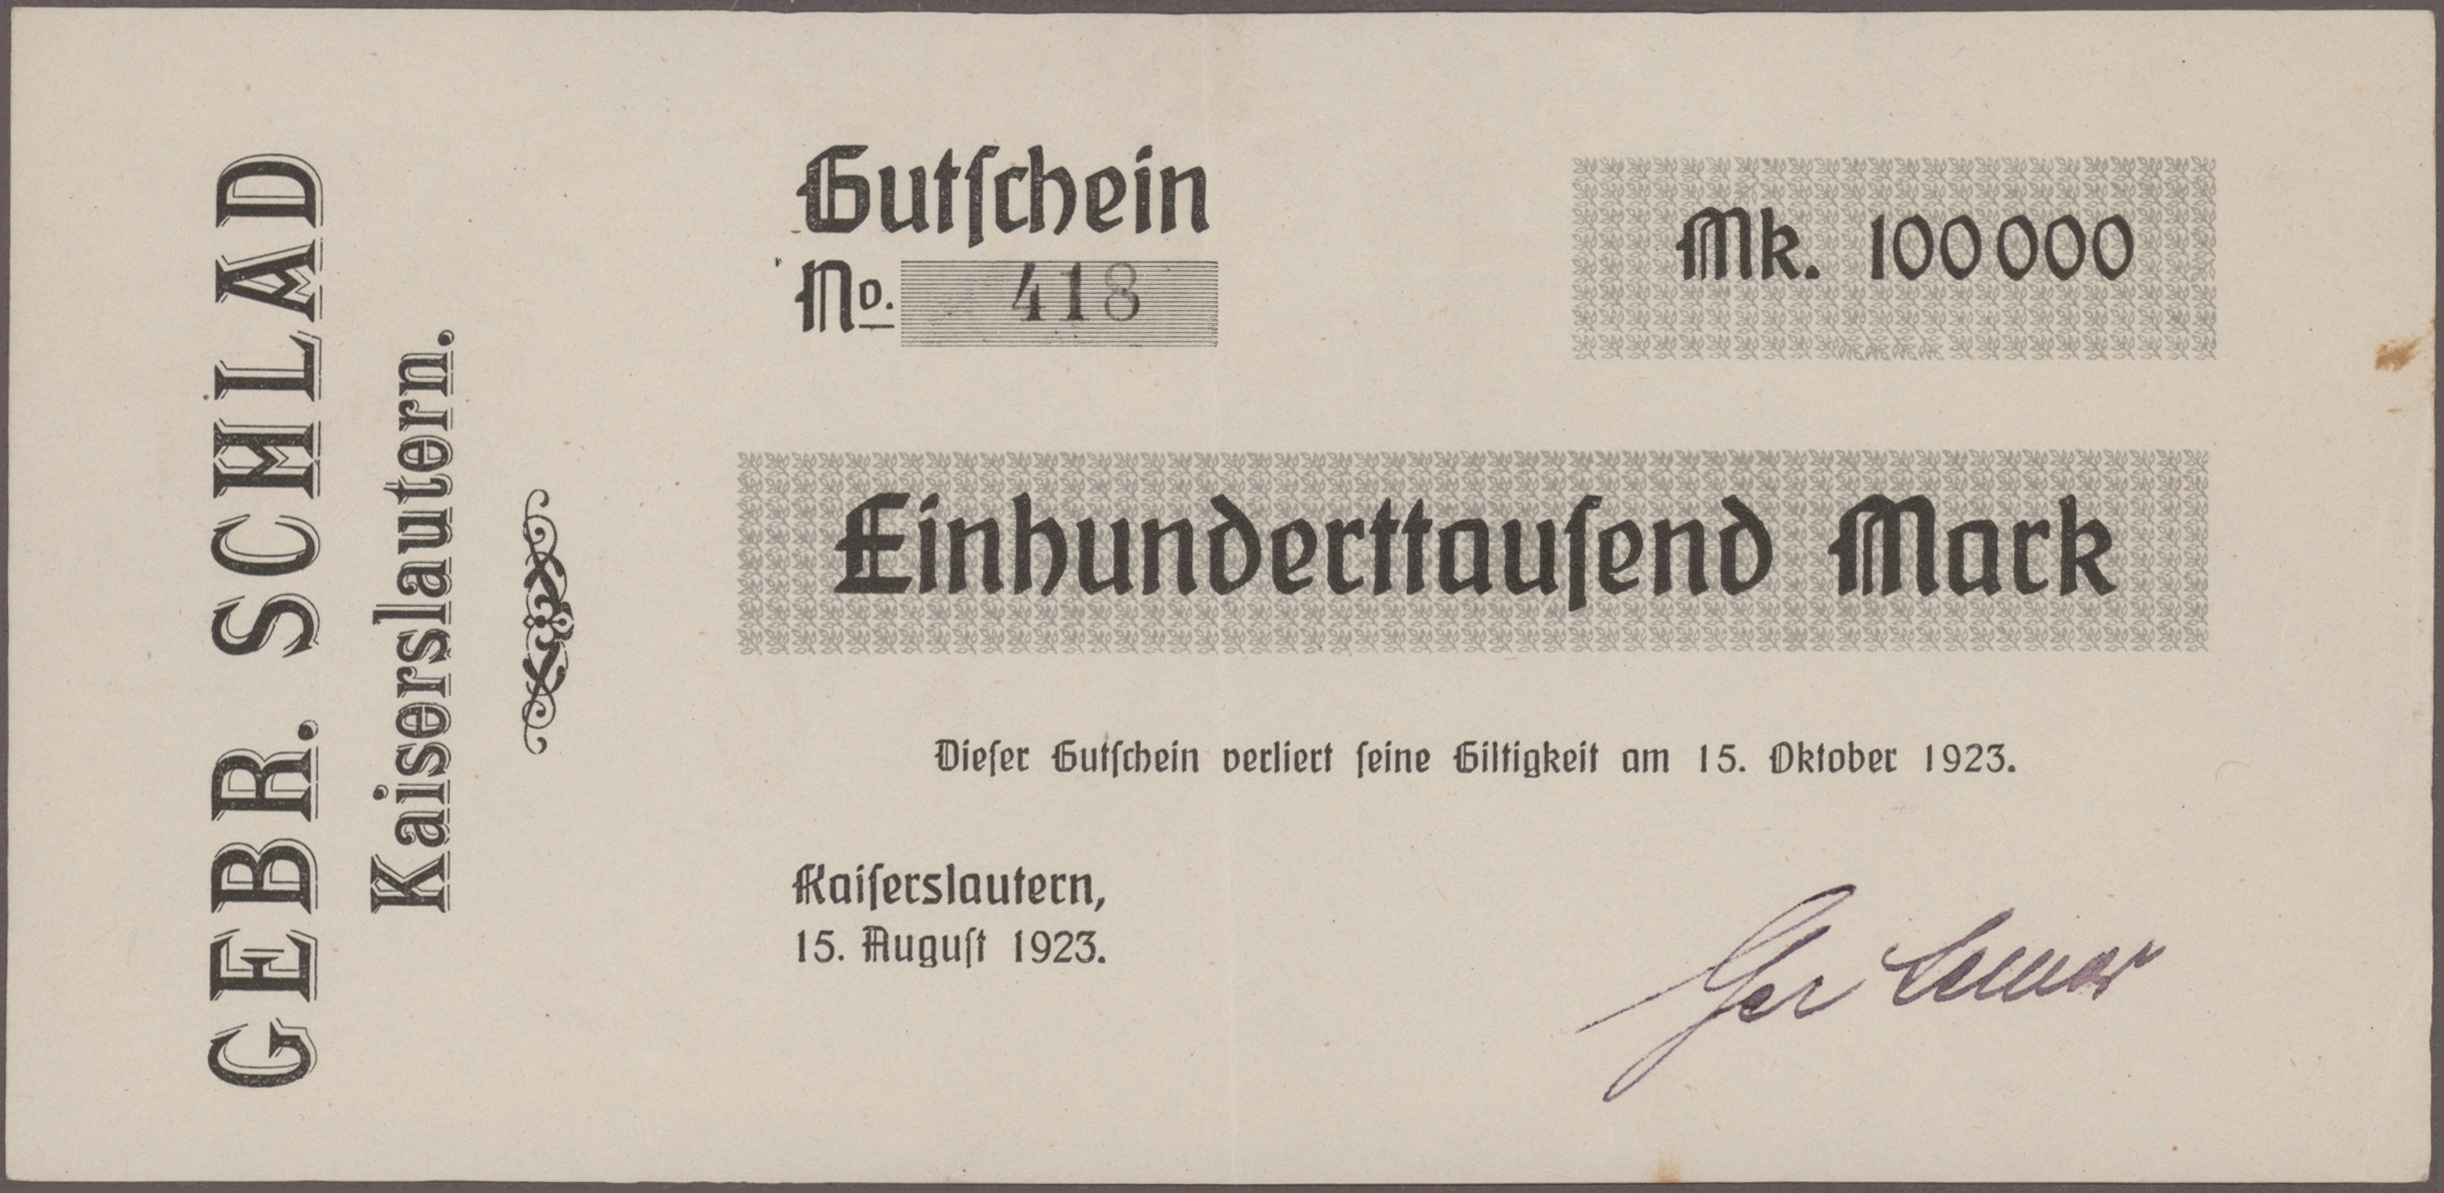 GEBR. SCHLAD
Kaiserslautern.
Gutſchein
No. 418
Mk. 100 000
Einhunderttauſend Mark
Dieſer Gutſchein verliert ſeine Giltigkeit am 15. Oktober 1923.
Kaiſerslautern,
15. Auguſt 1923.